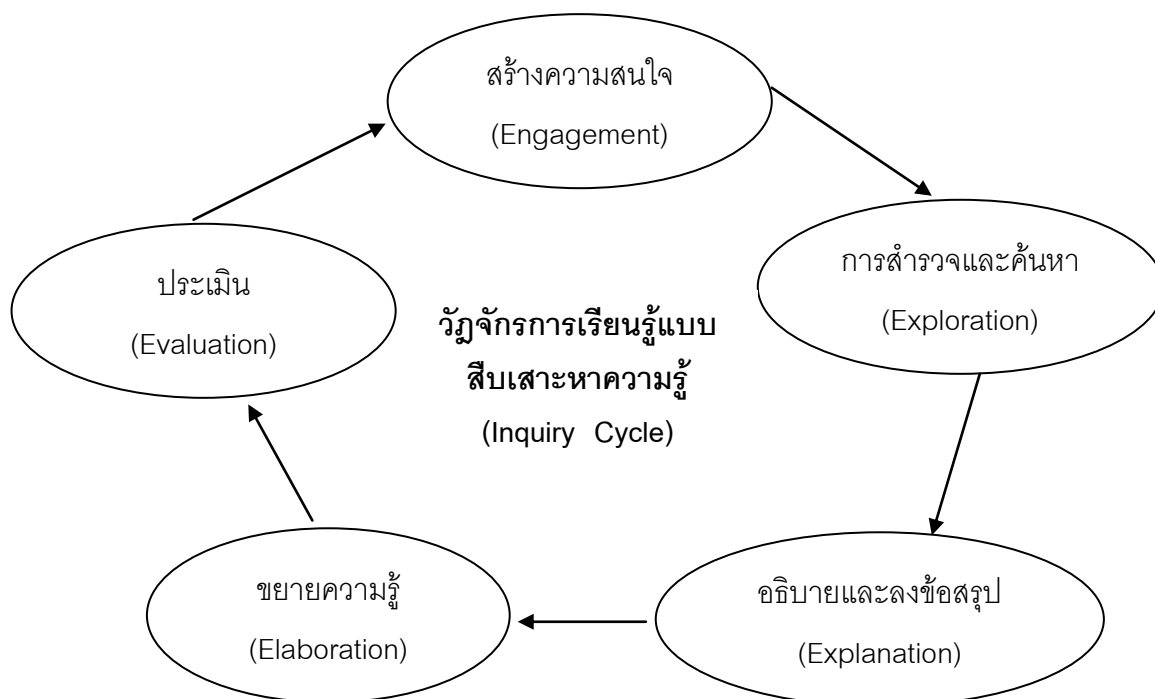 สร้างความสนใจ
(Engagement)
การสำรวจและค้นหา
(Exploration)
อธิบายและลงข้อสรุป
(Explanation)
ขยายความรู้
(Elaboration)
ประเมิน
(Evaluation)
วัฎจักรการเรียนรู้แบบ
สืบเสาะหาความรู้
(Inquiry Cycle)